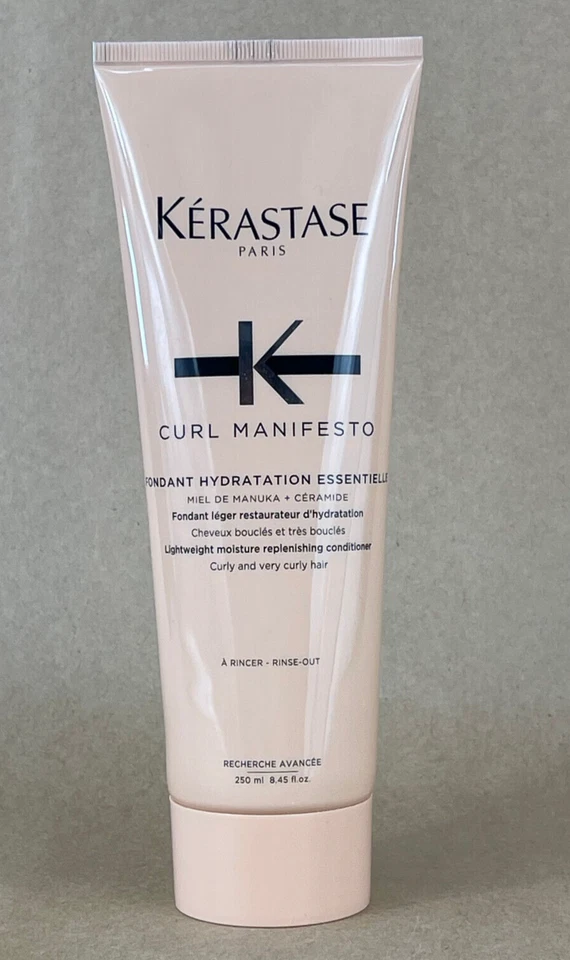 KÉRASTASE
PARIS
K
CURL MANIFESTO
FONDANT HYDRATATION ESSENTIELLE
MIEL DE MANUKA + CÉRAMIDE
Fondant léger restaurateur d'hydratation
Cheveux bouclés et très bouclés
Lightweight moisture replenishing conditioner
Curly and very curly hair
À RINCER - RINSE-OUT
RECHERCHE AVANCÉE
250 ml 8.45 fl.oz.